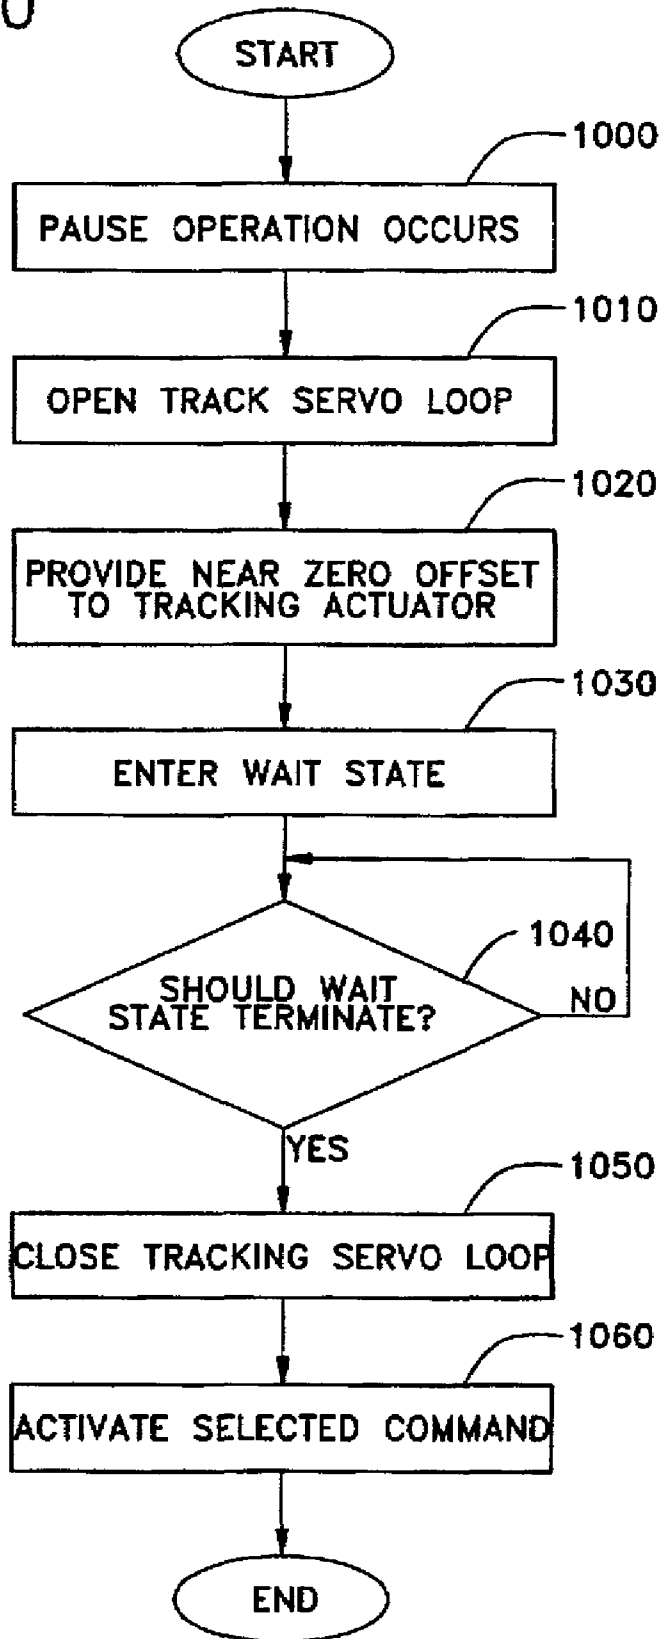 0
START
1000
PAUSE OPERATION OCCURS
1010
OPEN TRACK SERVO LOOP
1020
PROVIDE NEAR ZERO OFFSET
TO TRACKING ACTUATOR
1030
ENTER WAIT STATE
1040
SHOULD WAIT
STATE TERMINATE?
NO
YES
1050
CLOSE TRACKING SERVO LOOP
1060
ACTIVATE SELECTED COMMAND
END